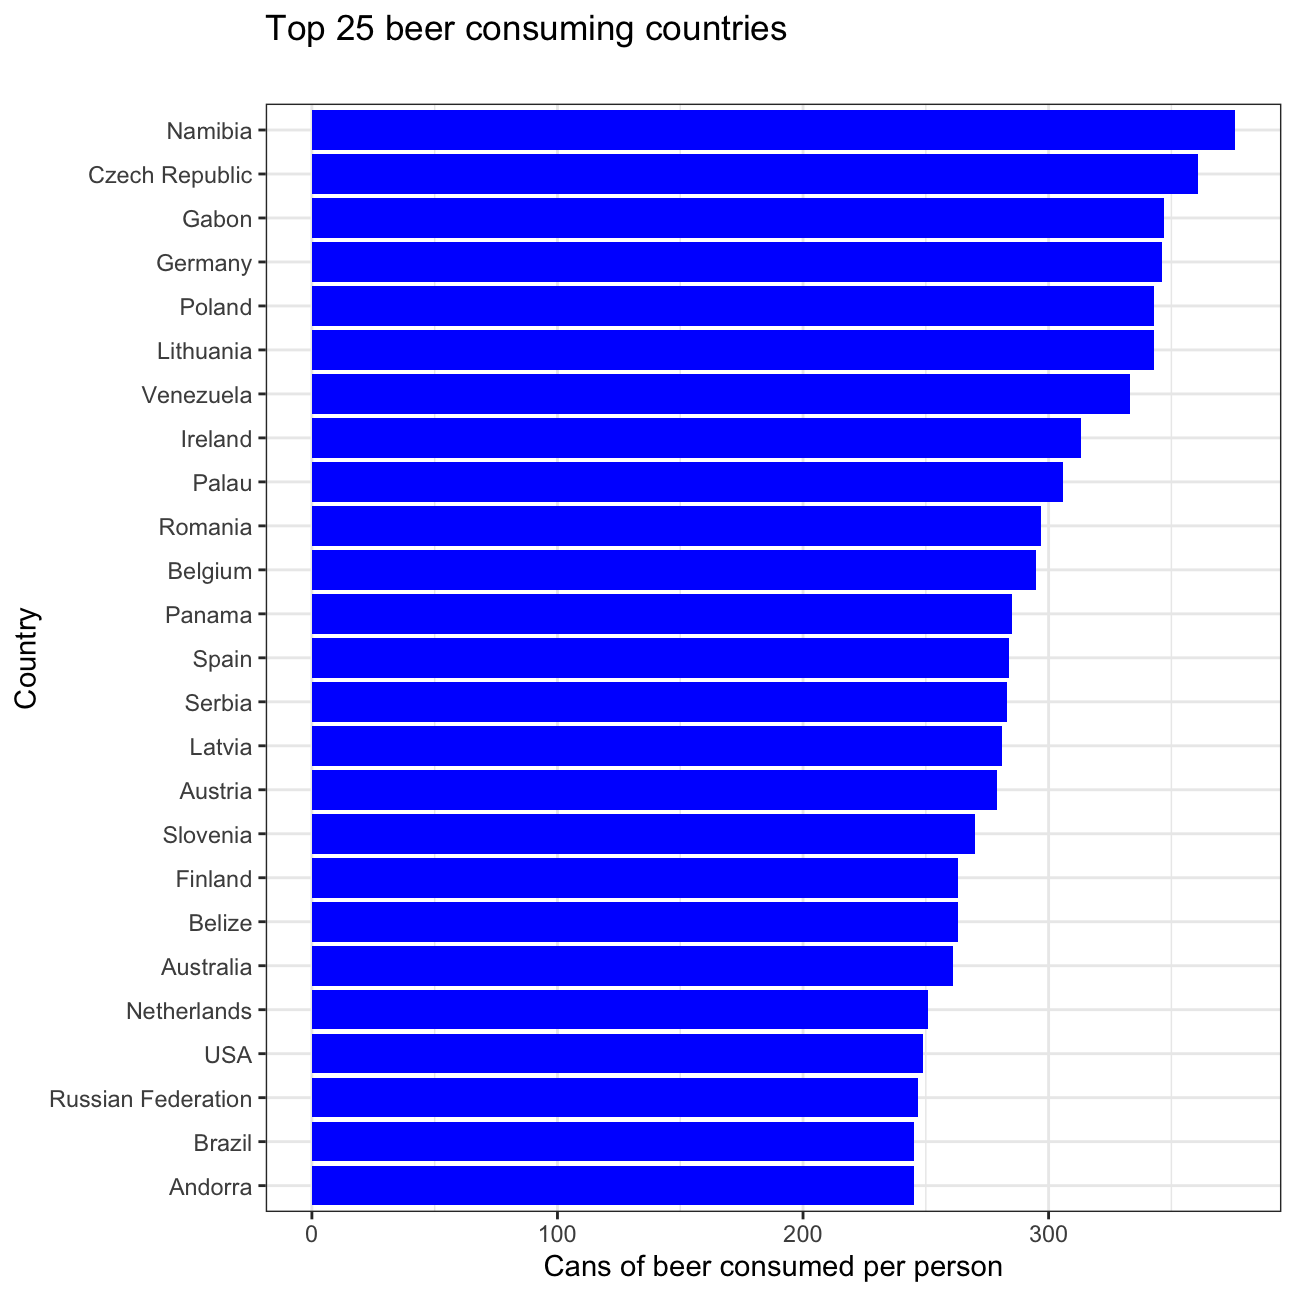 Top 25 beer consuming countries
Country
Namibia
Czech Republic
Gabon
Germany
Poland
Lithuania
Venezuela
Ireland
Palau
Romania
Belgium
Panama
Spain
Serbia
Latvia
Austria
Slovenia
Finland
Belize
Australia
Netherlands
USA
Russian Federation
Brazil
Andorra
0 100 200 300
Cans of beer consumed per person